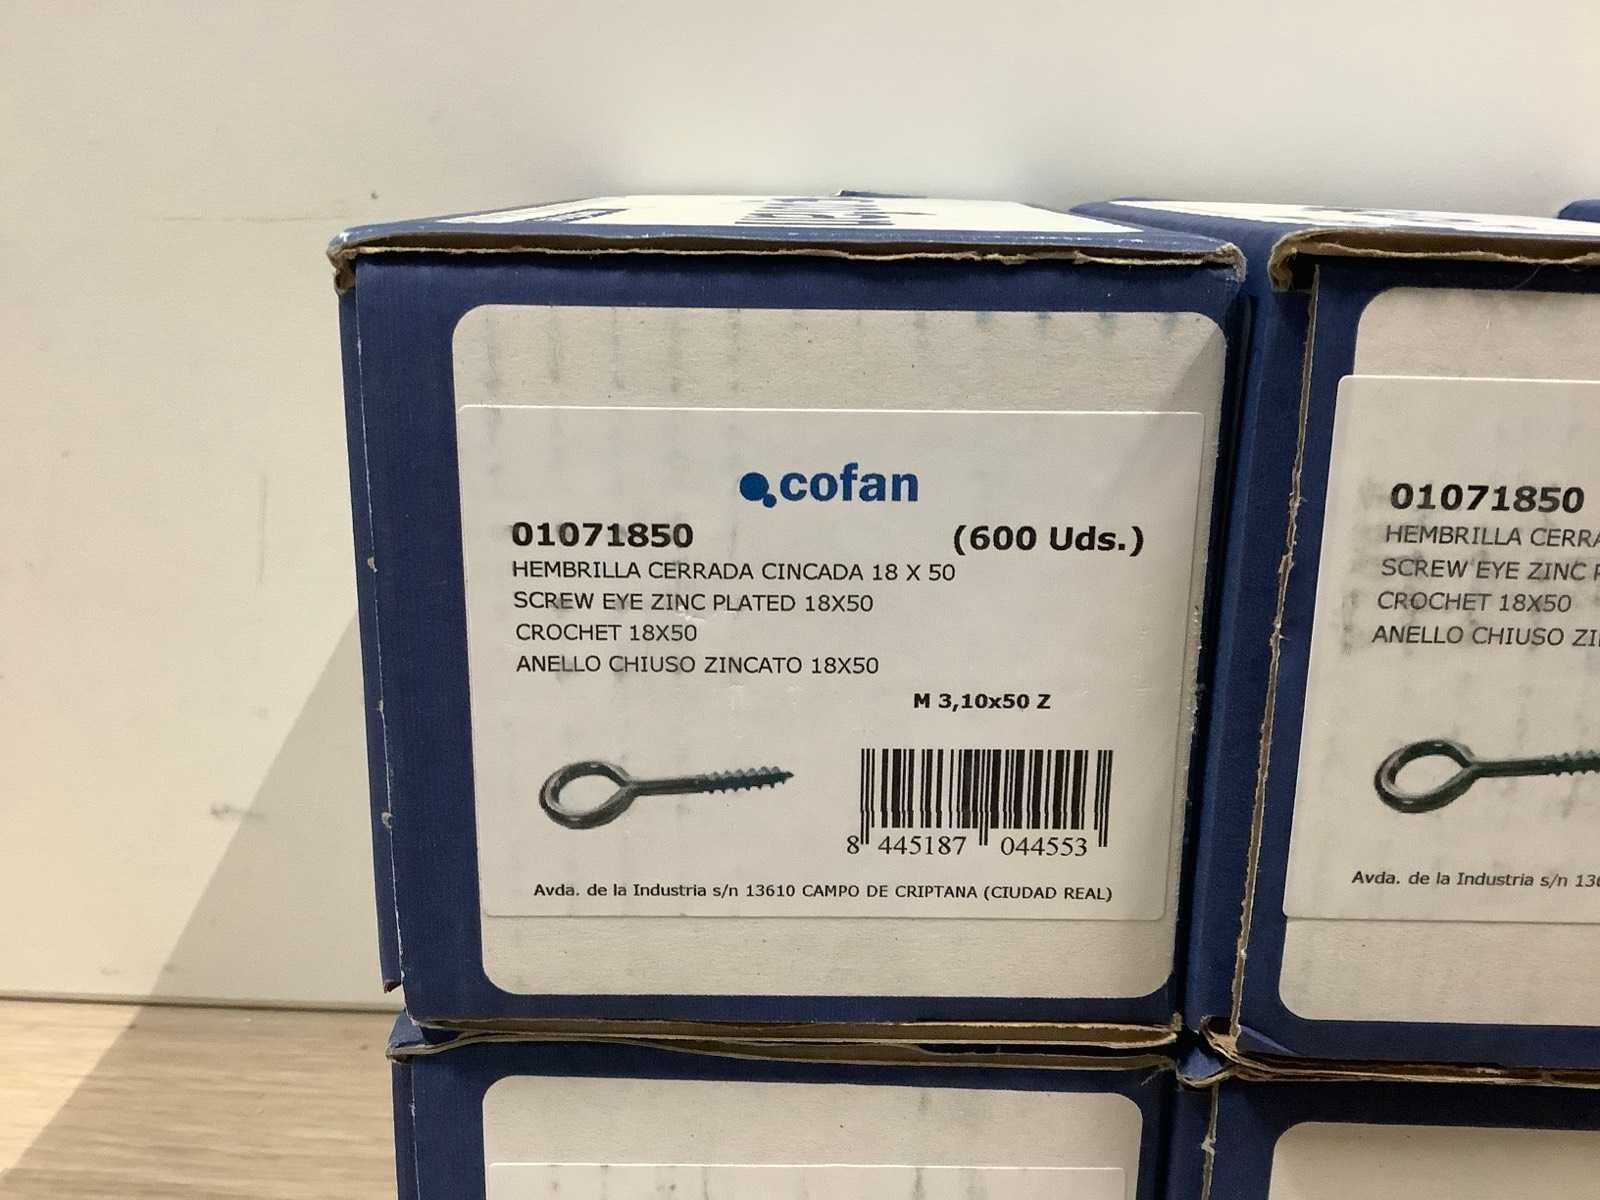 cofan
01071850 (600 Uds.)
HEMBRILLA CERRADA CINCADA 18 X 50
SCREW EYE ZINC PLATED 18X50
CROCHET 18X50
ANELLO CHIUSO ZINCATO 18X50
M 3,10x50 Z
8 445187 044553
Avda. de la Industria s/n 13610 CAMPO DE CRIPTANA (CIUDAD REAL)
01071850
HEMBRILLA
SCREW EYE ZINC
CROCHET 18X50
ANELLO CHIUSO
Avda. de la Industria s/n